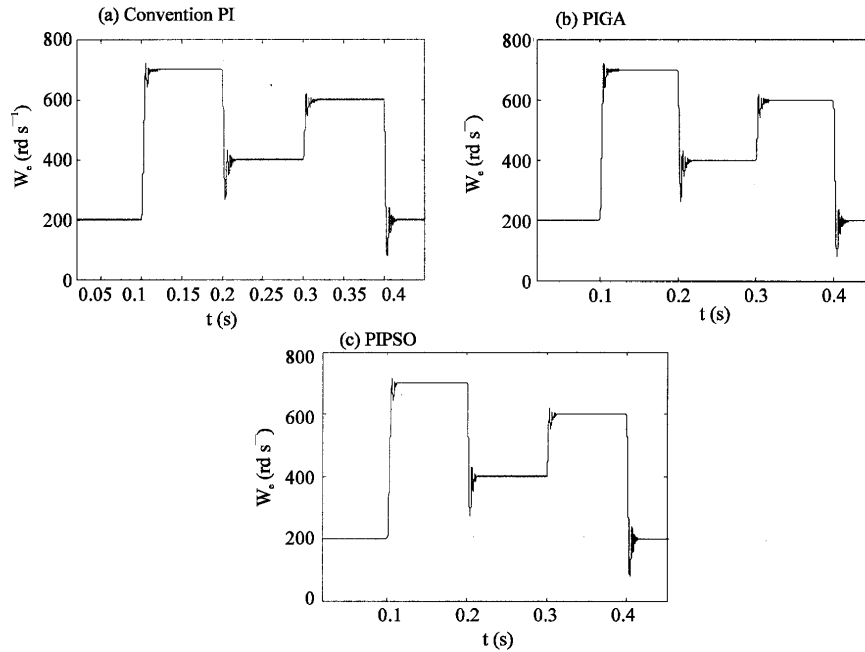 (a) Convention PI
800
600
400
200
0
W_e (rd s⁻¹)
0.05 0.1 0.15 0.2 0.25 0.3 0.35 0.4
t (s)
(b) PIGA
800
600
400
200
0
W_e (rd s⁻)
0.1 0.2 0.3 0.4
t (s)
(c) PIPSO
800
600
400
200
0
W_e (rd s⁻)
0.1 0.2 0.3 0.4
t (s)